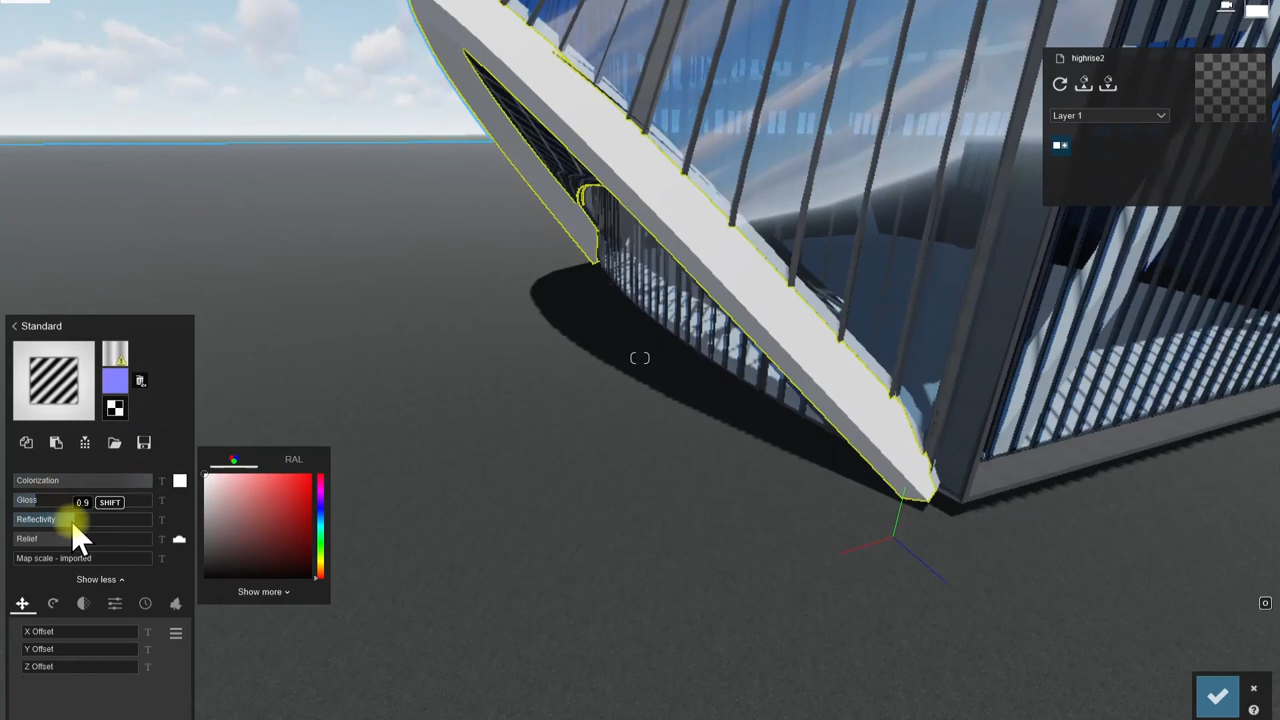 highrise2
Layer 1
Standard
RAL
Colorization T
Gloss T
0.9 SHIFT
Reflectivity T
Relief T
Map scale - imported T
Show less
Show more
X Offset T
Y Offset T
Z Offset T
O
?